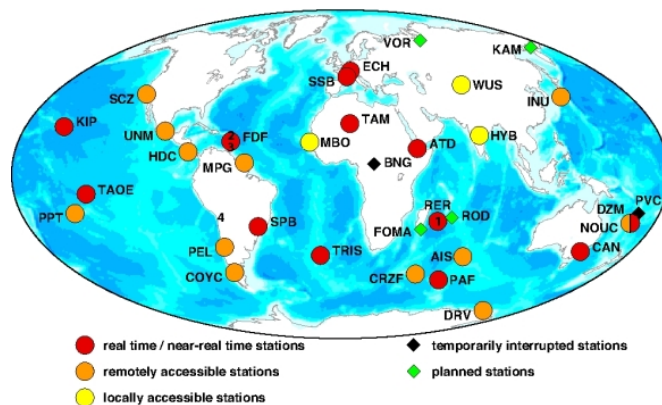 VOR
KAM
ECH
SSB
WUS
SCZ
INU
KIP
TAM
UNM
2
FDF
3
MBO
HYB
HDC
ATD
MPG
BNG
TAOE
RER
PVC
PPT
4
1
ROD
DZM
SPB
FOMA
NOUC
PEL
TRIS
AIS
CAN
COYC
CRZF
PAF
DRV
real time / near-real time stations
temporarily interrupted stations
remotely accessible stations
planned stations
locally accessible stations